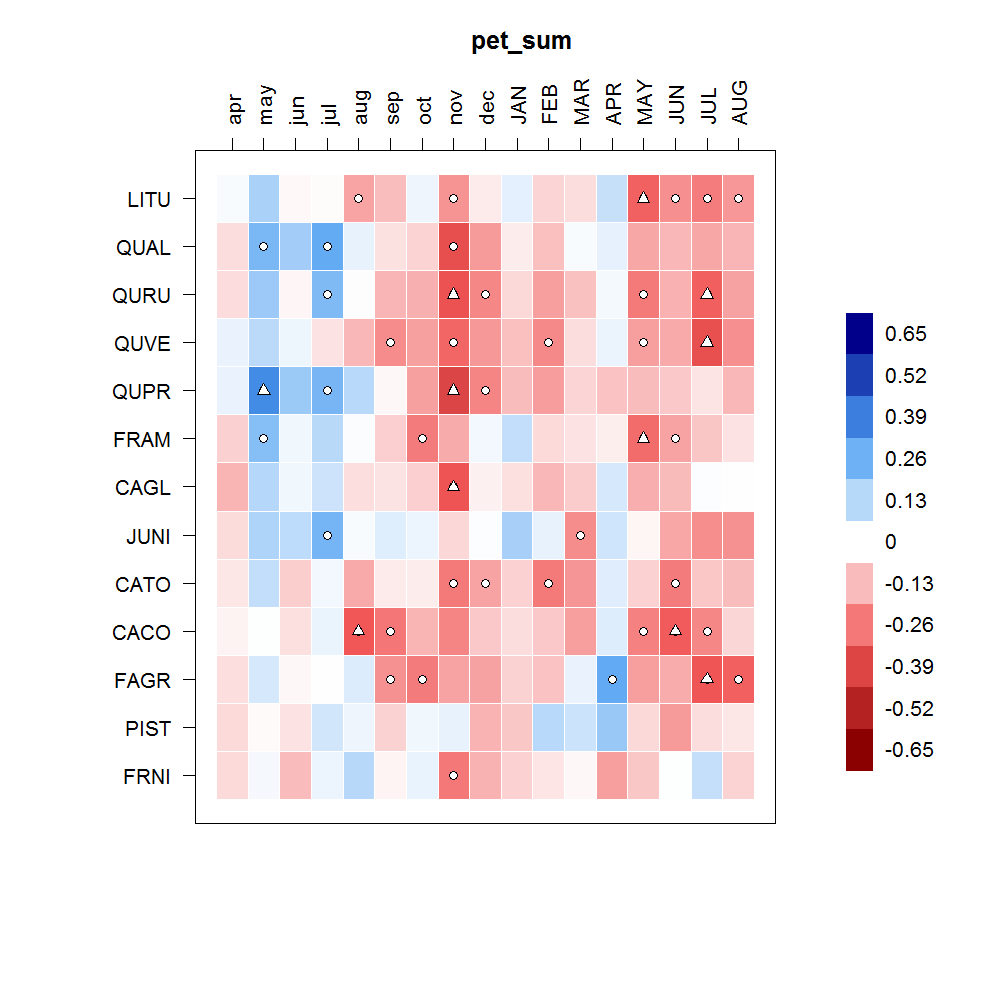 pet_sum
apr may jun jul aug sep oct nov dec JAN FEB MAR APR MAY JUN JUL AUG
LITU
QUAL
QURU
QUVE
QUPR
FRAM
CAGL
JUNI
CATO
CACO
FAGR
PIST
FRNI
0.65
0.52
0.39
0.26
0.13
0
-0.13
-0.26
-0.39
-0.52
-0.65